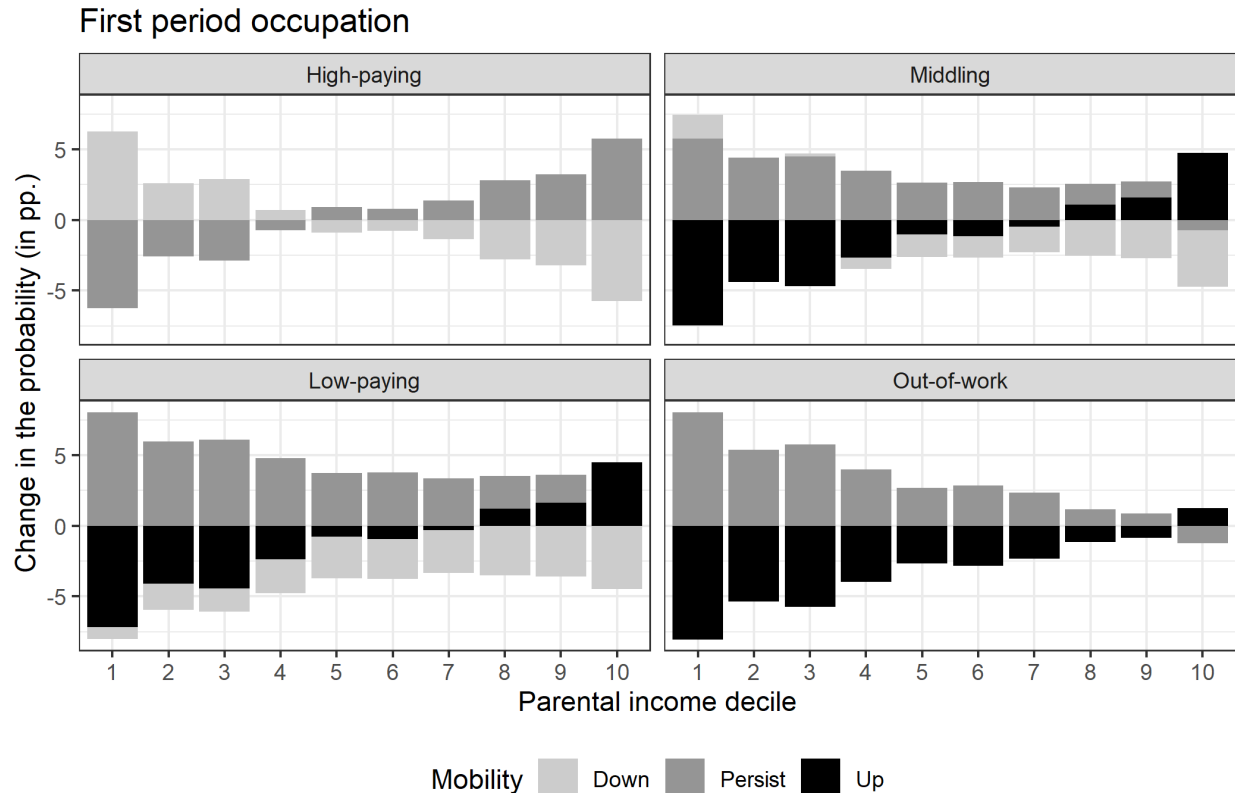 First period occupation
High-paying
Middling
5
0
-5
Low-paying
Out-of-work
5
0
-5
1 2 3 4 5 6 7 8 9 10
1 2 3 4 5 6 7 8 9 10
Change in the probability (in pp.)
Parental income decile
Mobility Down Persist Up